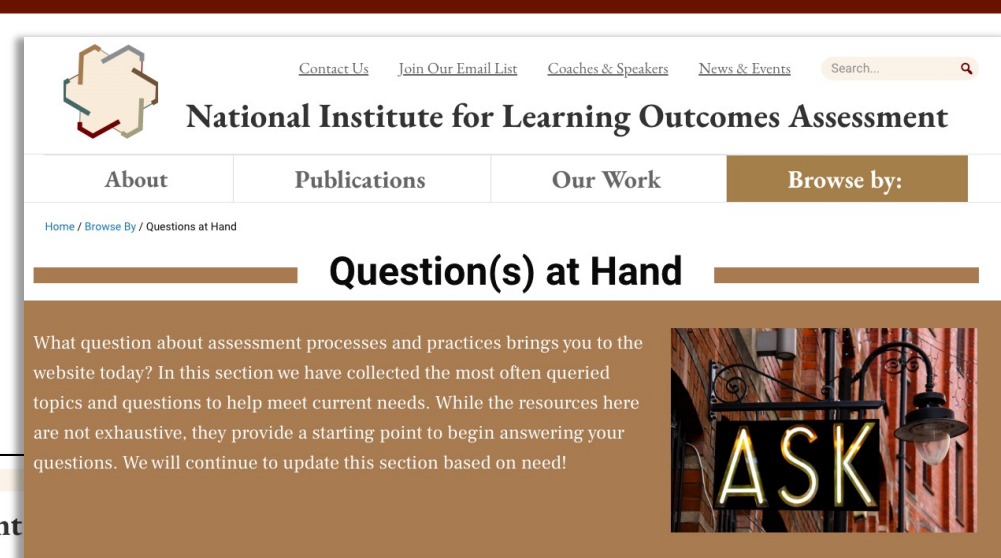 Contact Us Join Our Email List Coaches & Speakers News & Events Search...
National Institute for Learning Outcomes Assessment
About Publications Our Work Browse by:
Home / Browse By / Questions at Hand
Question(s) at Hand
What question about assessment processes and practices brings you to the
website today? In this section we have collected the most often queried
topics and questions to help meet current needs. While the resources here
are not exhaustive, they provide a starting point to begin answering your
questions. We will continue to update this section based on need!
ASK